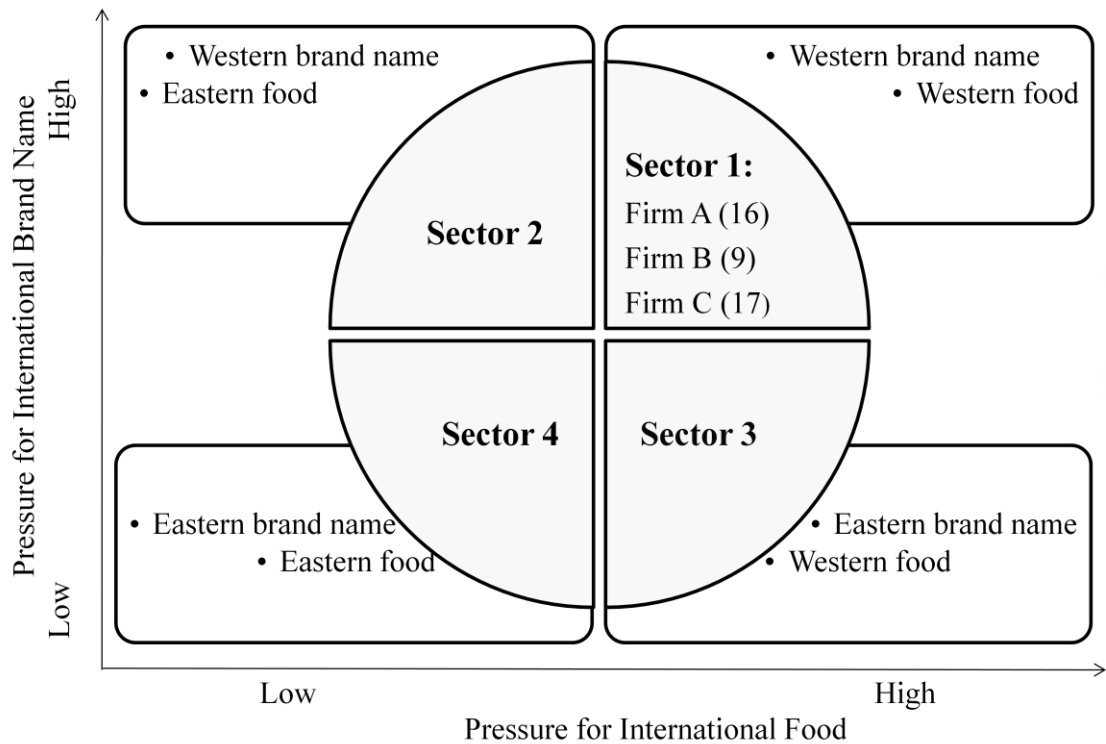 • Western brand name
• Eastern food
• Western brand name
• Western food
Sector 1:
Firm A (16)
Firm B (9)
Firm C (17)
Sector 2
Sector 4
Sector 3
• Eastern brand name
• Eastern food
• Eastern brand name
• Western food
Pressure for International Brand Name
High
Low
Low
High
Pressure for International Food